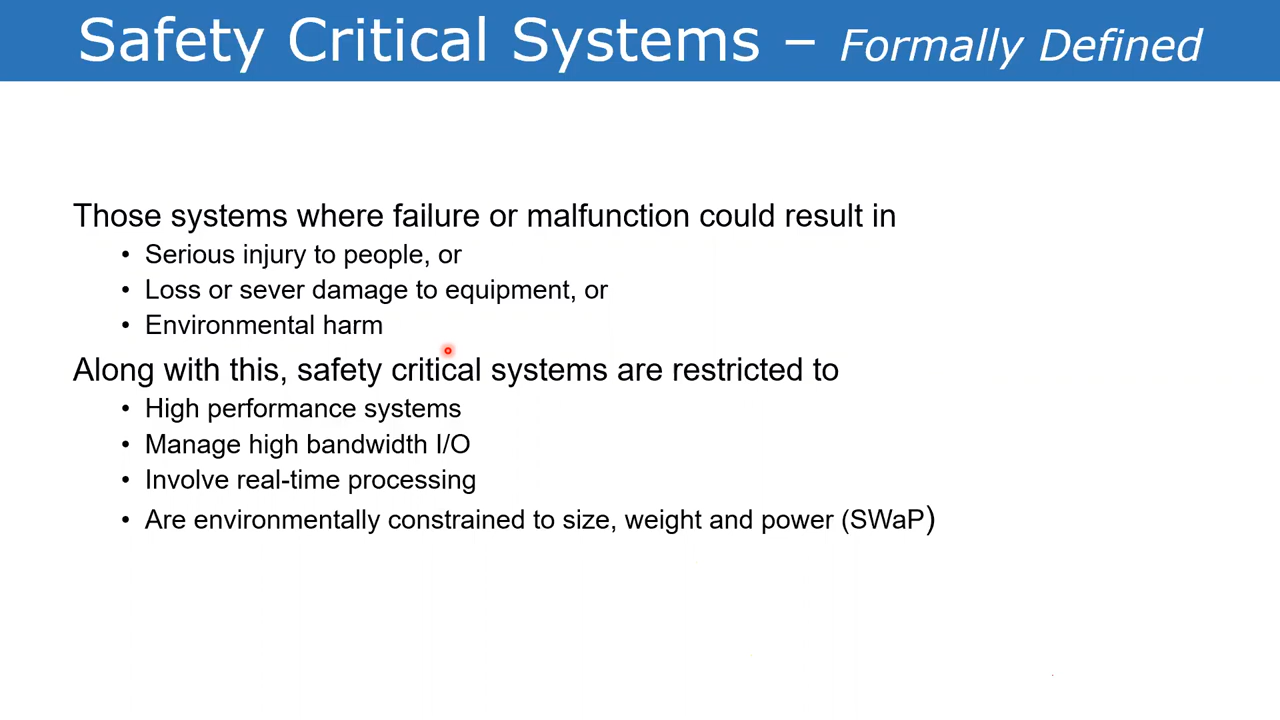 Safety Critical Systems – Formally Defined
Those systems where failure or malfunction could result in
• Serious injury to people, or
• Loss or sever damage to equipment, or
• Environmental harm
Along with this, safety critical systems are restricted to
• High performance systems
• Manage high bandwidth I/O
• Involve real-time processing
• Are environmentally constrained to size, weight and power (SWaP)